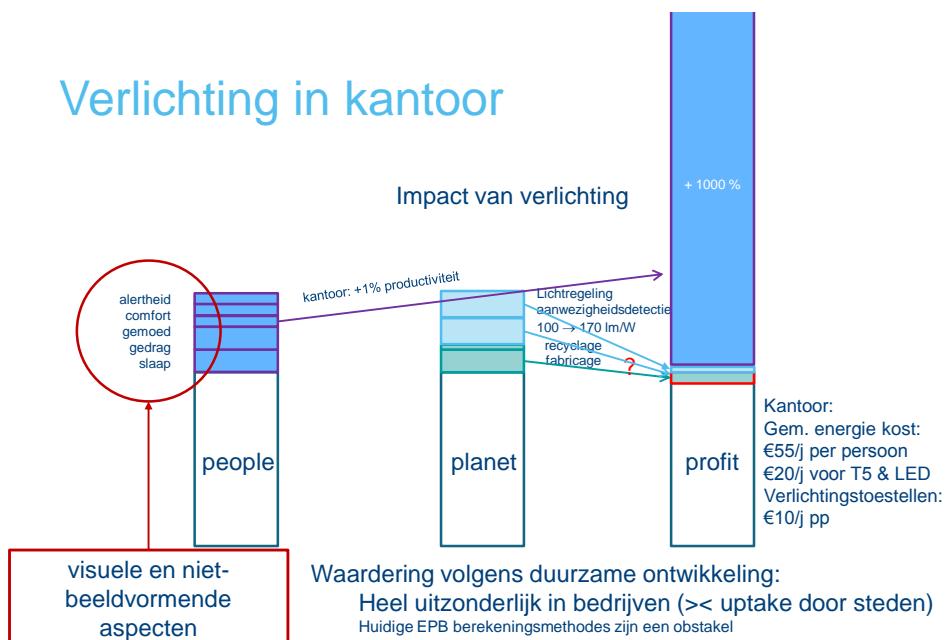 Verlichting in kantoor
+ 1000 %
Impact van verlichting
kantoor: +1% productiviteit
alertheid
comfort
gemoed
gedrag
slaap
Lichtregeling
aanwezigheidsdetectie
100 → 170 lm/W
recyclage
fabricage
?
people
planet
profit
Kantoor:
Gem. energie kost:
€55/j per persoon
€20/j voor T5 & LED
Verlichtingstoestellen:
€10/j pp
visuele en niet-
beeldvormende
aspecten
Waardering volgens duurzame ontwikkeling:
Heel uitzonderlijk in bedrijven (>< uptake door steden)
Huidige EPB berekeningsmethodes zijn een obstakel